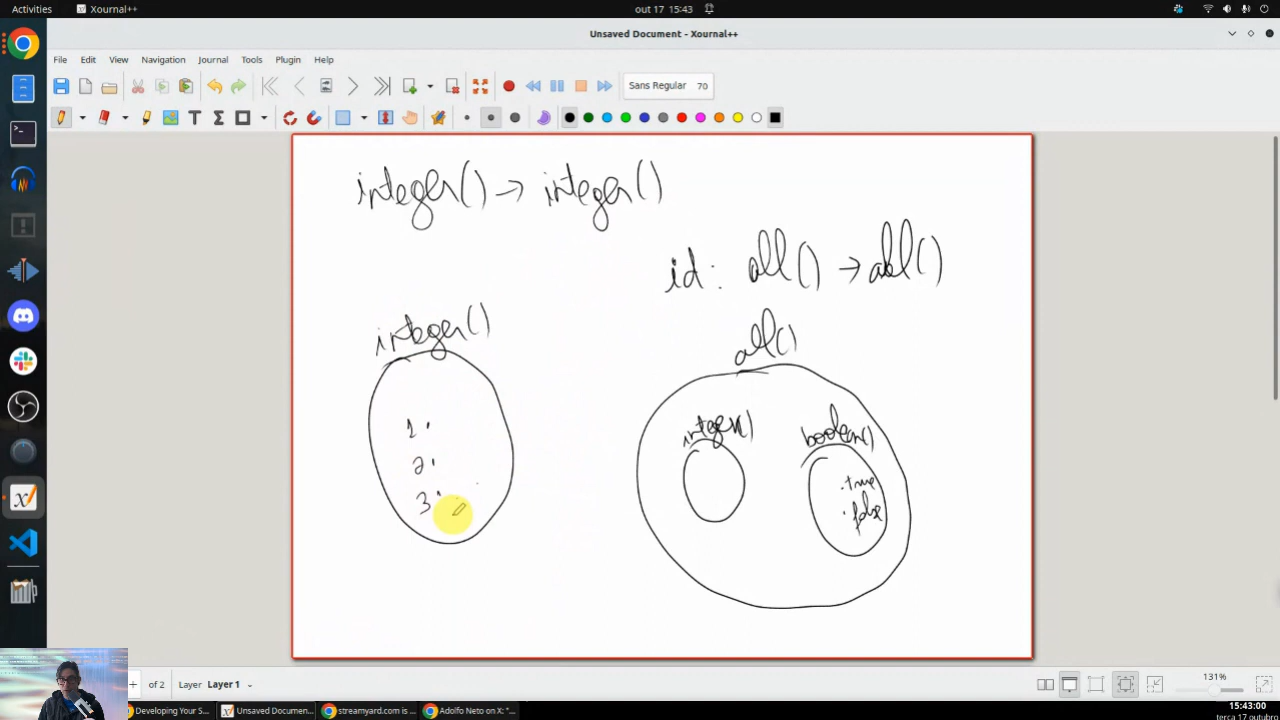 Activities Xournal++ out 17 15:43
Unsaved Document - Xournal++
File Edit View Navigation Journal Tools Plugin Help
Sans Regular 70
integer() → integer()
id: all() → all()
integer()
all()
integer() boolean()
1.
2.
3.
.true
.false
of 2 Layer Layer 1 131%
Developing Your S... Unsaved Documen... streamyard.com is ... Adolfo Neto on X: "...
15:43:00
terca 17 outubro